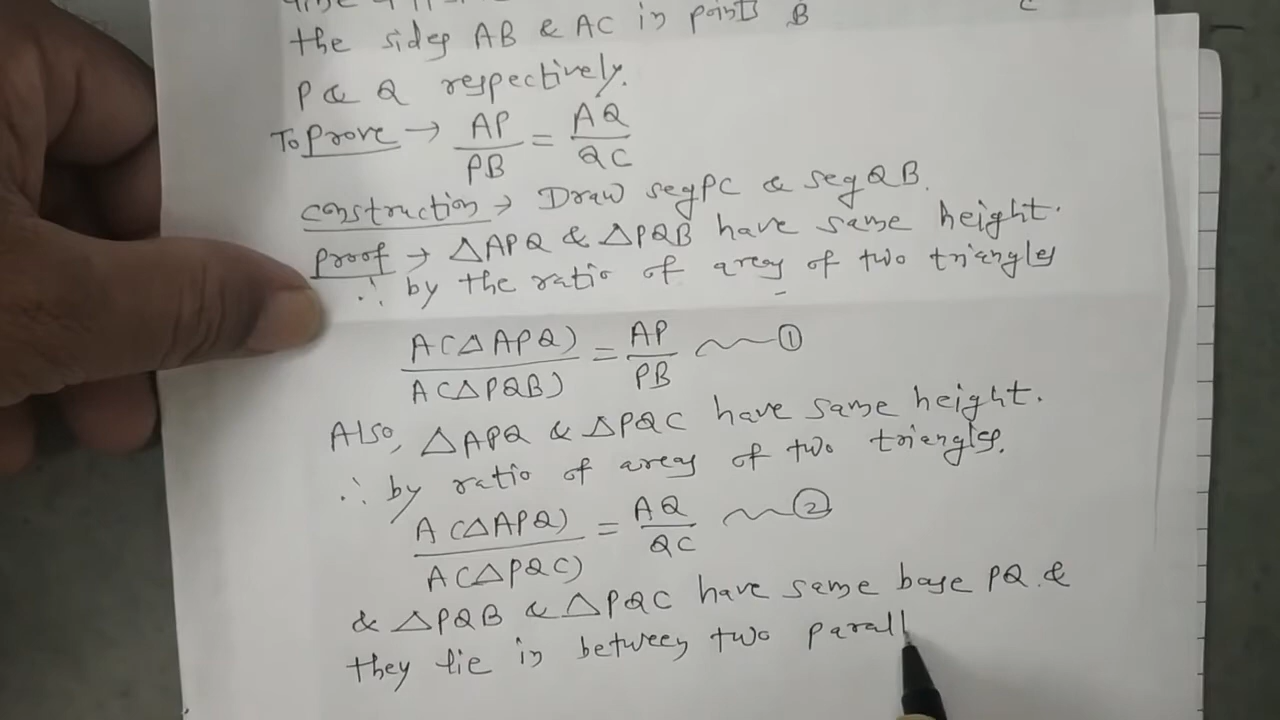 the sides AB & AC in points B C
P & Q respectively.
To Prove → AP/PB = AQ/QC
construction → Draw seg PC & seg QB.
proof → △APQ & △PQB have same height.
∴ by the ratio of areas of two triangles
A(△APQ)/A(△PQB) = AP/PB ~ ①
Also, △APQ & △PQC have same height.
∴ by ratio of areas of two triangles.
A(△APQ)/A(△PQC) = AQ/QC ~ ②
& △PQB & △PQC have same base PQ. &
they lie in between two parall